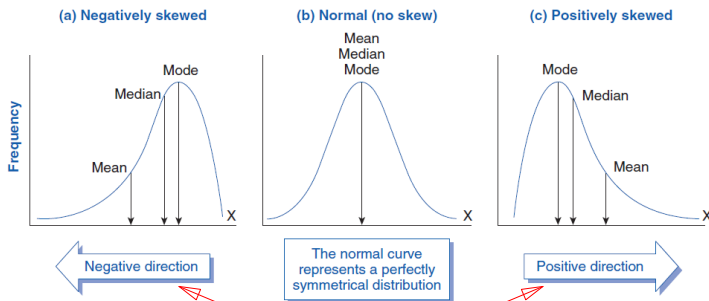 (a) Negatively skewed
(b) Normal (no skew)
(c) Positively skewed
Frequency
Mean
Median
Mode
X
Mean
Median
Mode
X
Mode
Median
Mean
X
Negative direction
The normal curve
represents a perfectly
symmetrical distribution
Positive direction